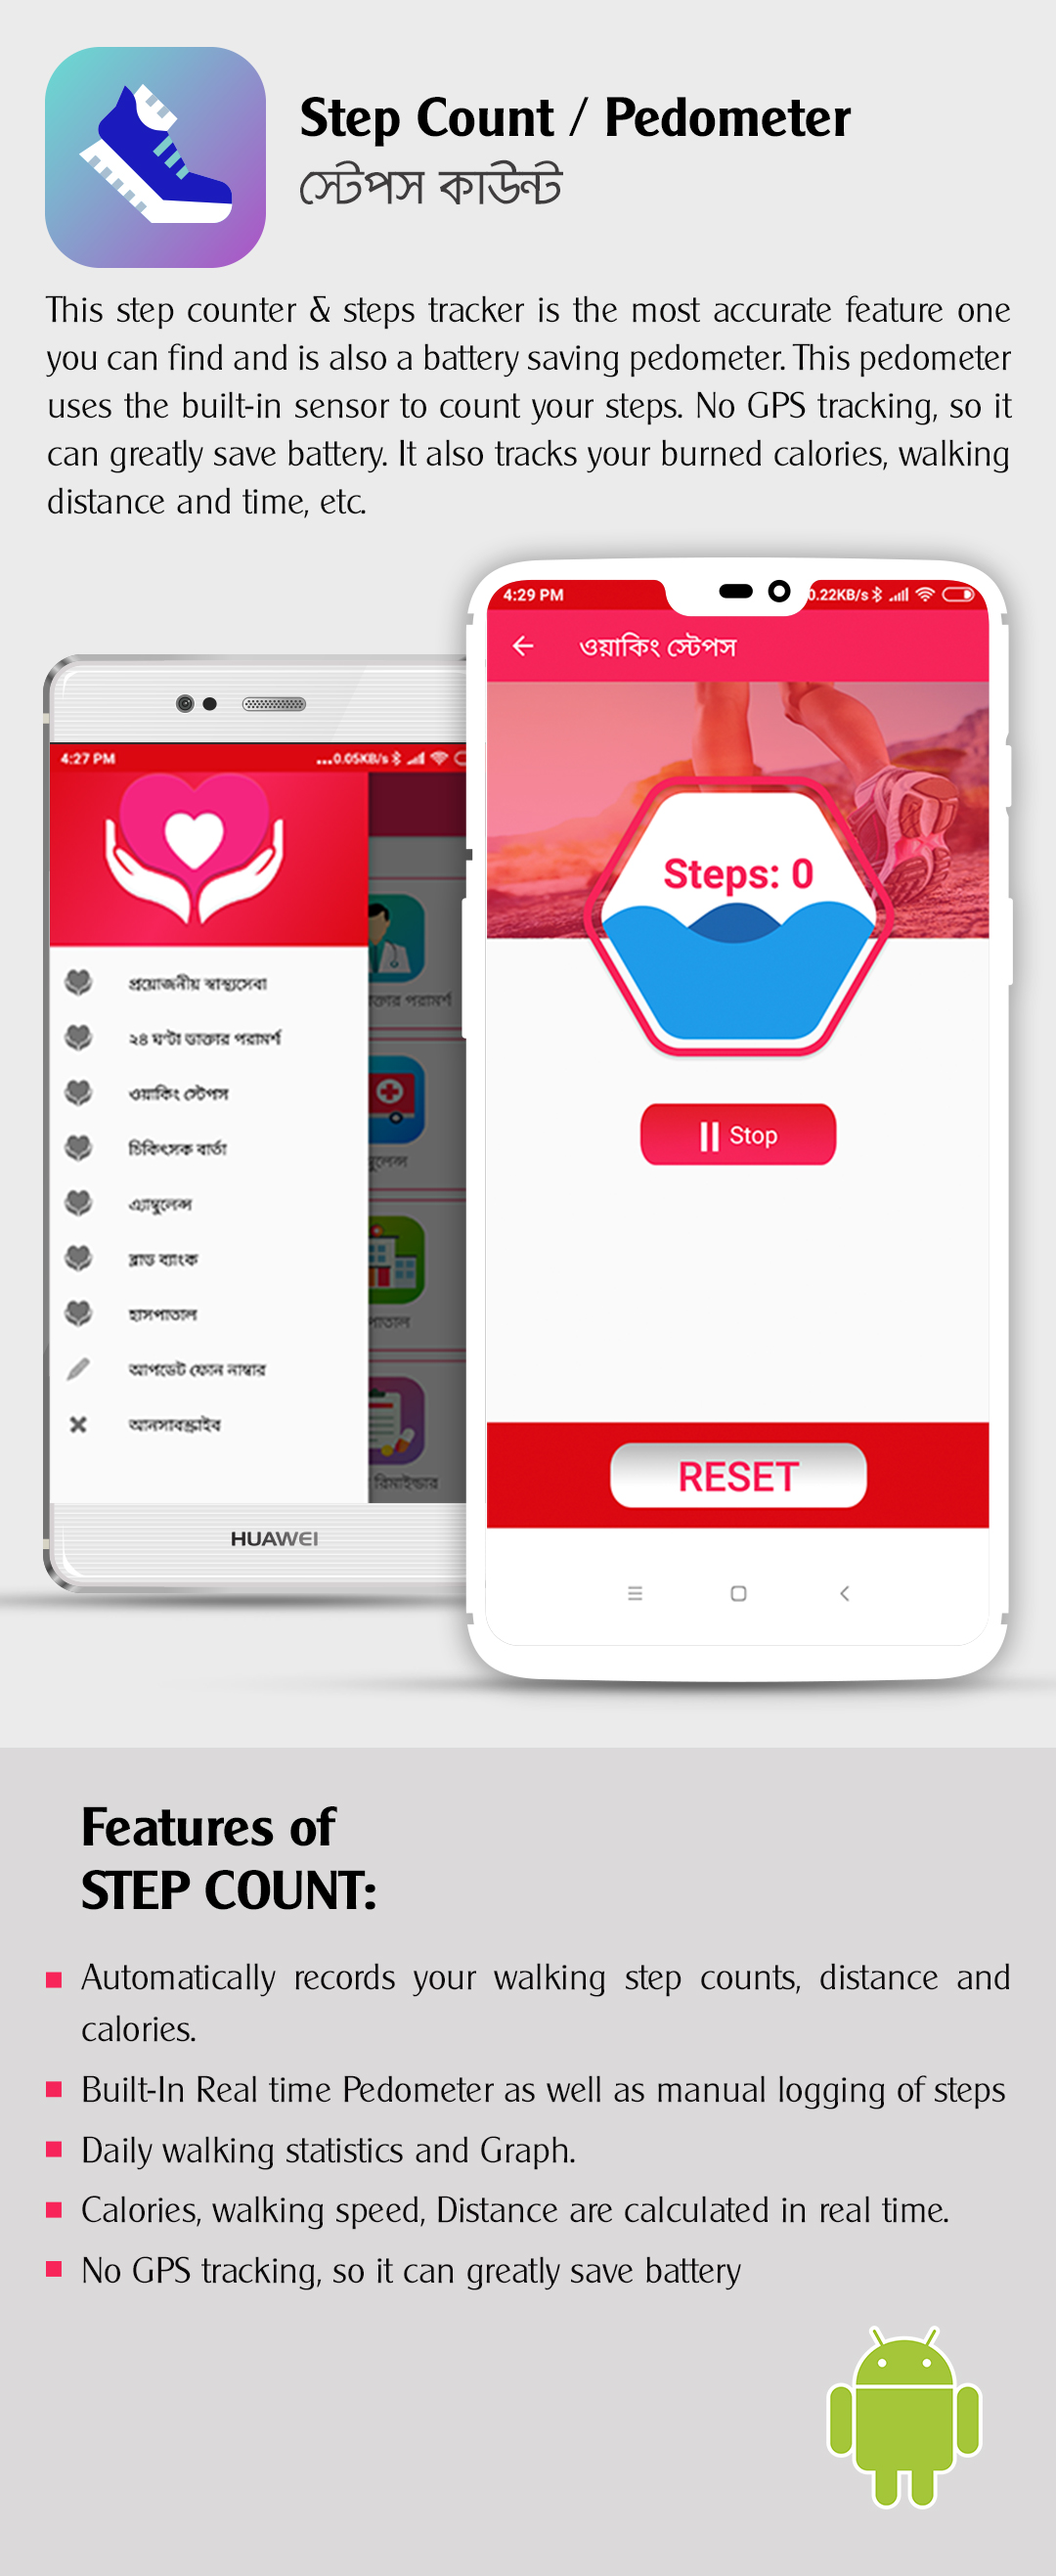 Step Count / Pedometer
স্টেপস কাউন্ট
This step counter & steps tracker is the most accurate feature one
you can find and is also a battery saving pedometer. This pedometer
uses the built-in sensor to count your steps. No GPS tracking, so it
can greatly save battery. It also tracks your burned calories, walking
distance and time, etc.
4:27 PM
...0.05KB/s
প্রয়োজনীয় স্বাস্থ্যসেবা
২৪ ঘণ্টা ডাক্তার পরামর্শ
ওয়াকিং স্টেপস
চিকিৎসক বার্তা
এ্যাম্বুলেন্স
ব্লাড ব্যাংক
হাসপাতাল
আপডেট ফোন নাম্বার
আনসাবস্ক্রাইব
ক্তার পরামর্শ
ম্বুলেন্স
পাতাল
রিমাইন্ডার
HUAWEI
4:29 PM
0.22KB/s
ওয়াকিং স্টেপস
Steps: 0
Stop
RESET
Features of
STEP COUNT:
Automatically records your walking step counts, distance and
calories.
Built-In Real time Pedometer as well as manual logging of steps
Daily walking statistics and Graph.
Calories, walking speed, Distance are calculated in real time.
No GPS tracking, so it can greatly save battery